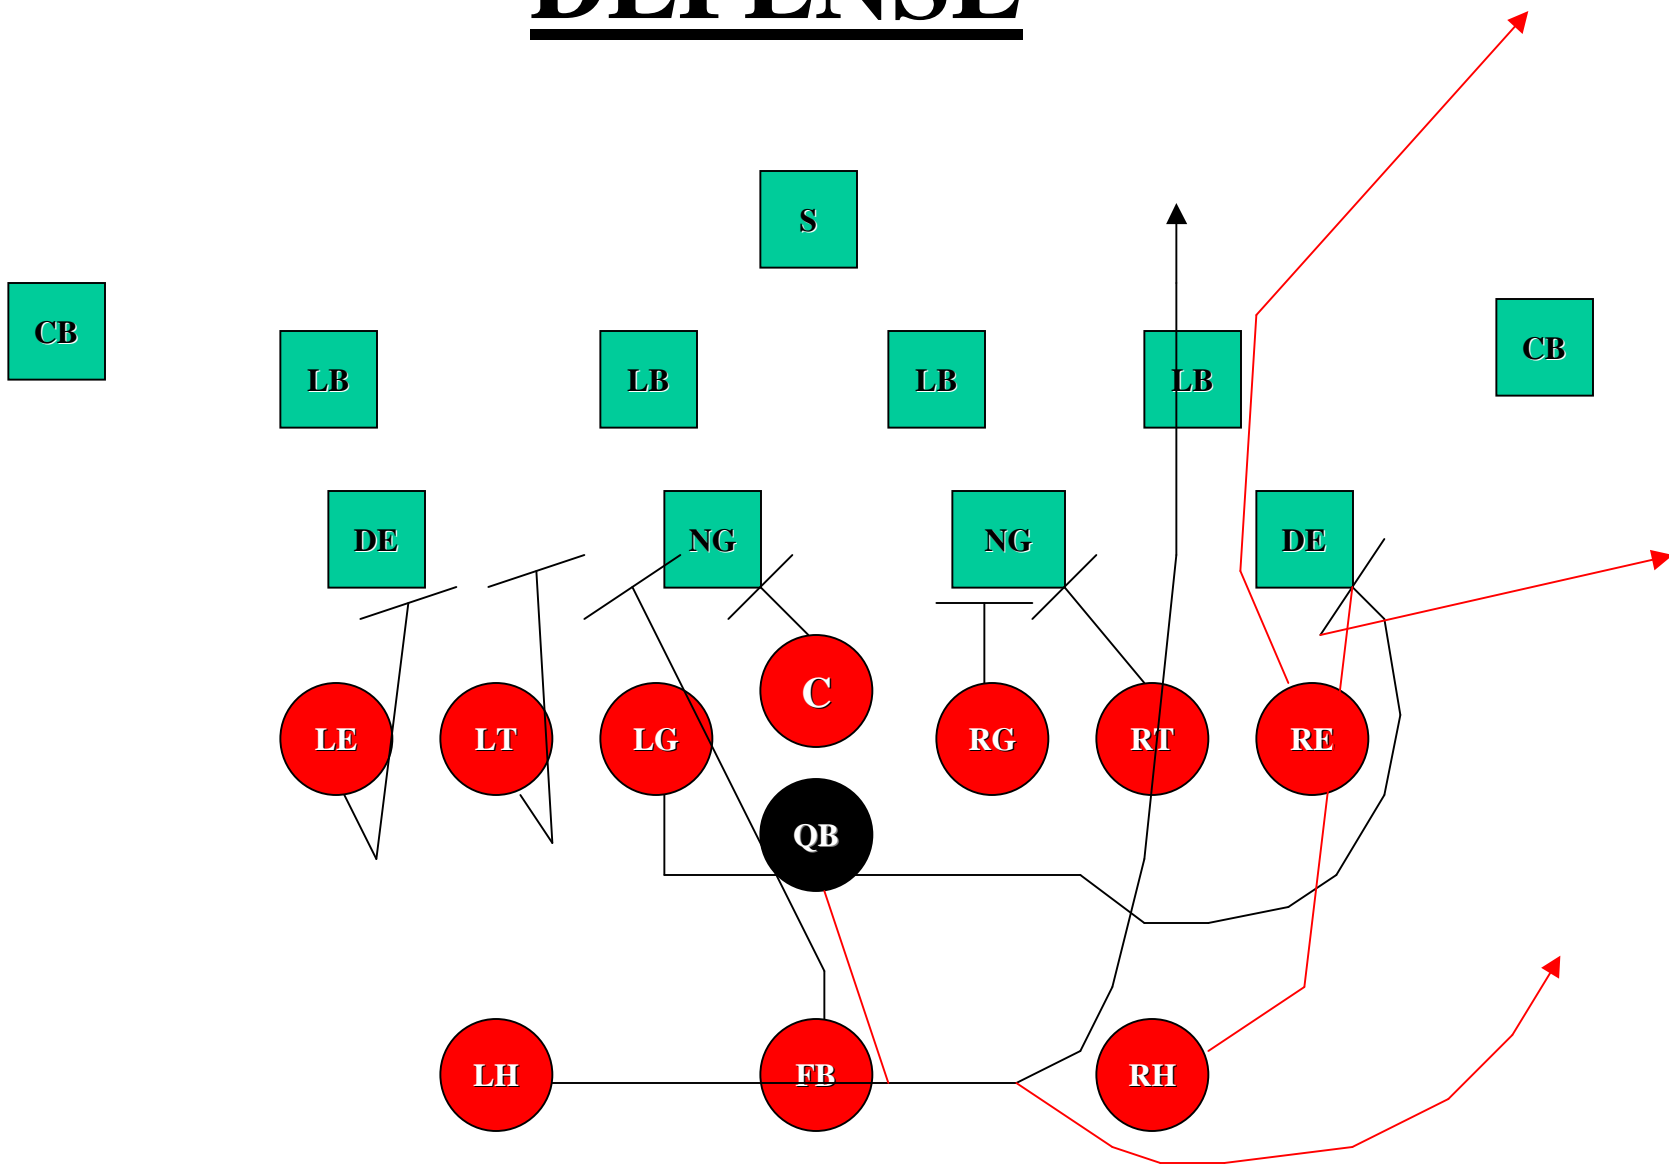 DEFENSE
S
CB
CB
LB LB LB LB
DE NG NG DE
C
LE LT LG RG RT RE
QB
LH FB RH